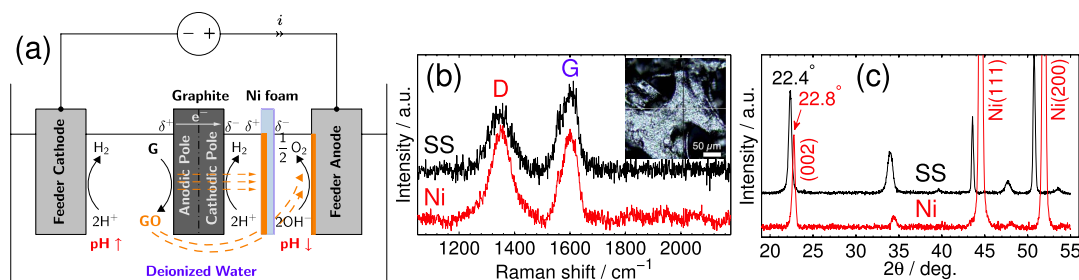 (a)
− +
i
Graphite
Ni foam
δ⁺
e⁻
δ⁻
δ⁺
δ⁻
Feeder Cathode
H₂
2H⁺
pH ↑
G
GO
Anodic Pole
Cathodic Pole
H₂
2H⁺
½ O₂
2OH⁻
pH ↓
Feeder Anode
Deionized Water
(b)
D
G
SS
Ni
50 μm
Intensity / a.u.
1200 1400 1600 1800 2000
Raman shift / cm⁻¹
(c)
22.4°
22.8°
(002)
Ni(111)
Ni(200)
SS
Ni
Intensity / a.u.
20 25 30 35 40 45 50 55
2θ / deg.